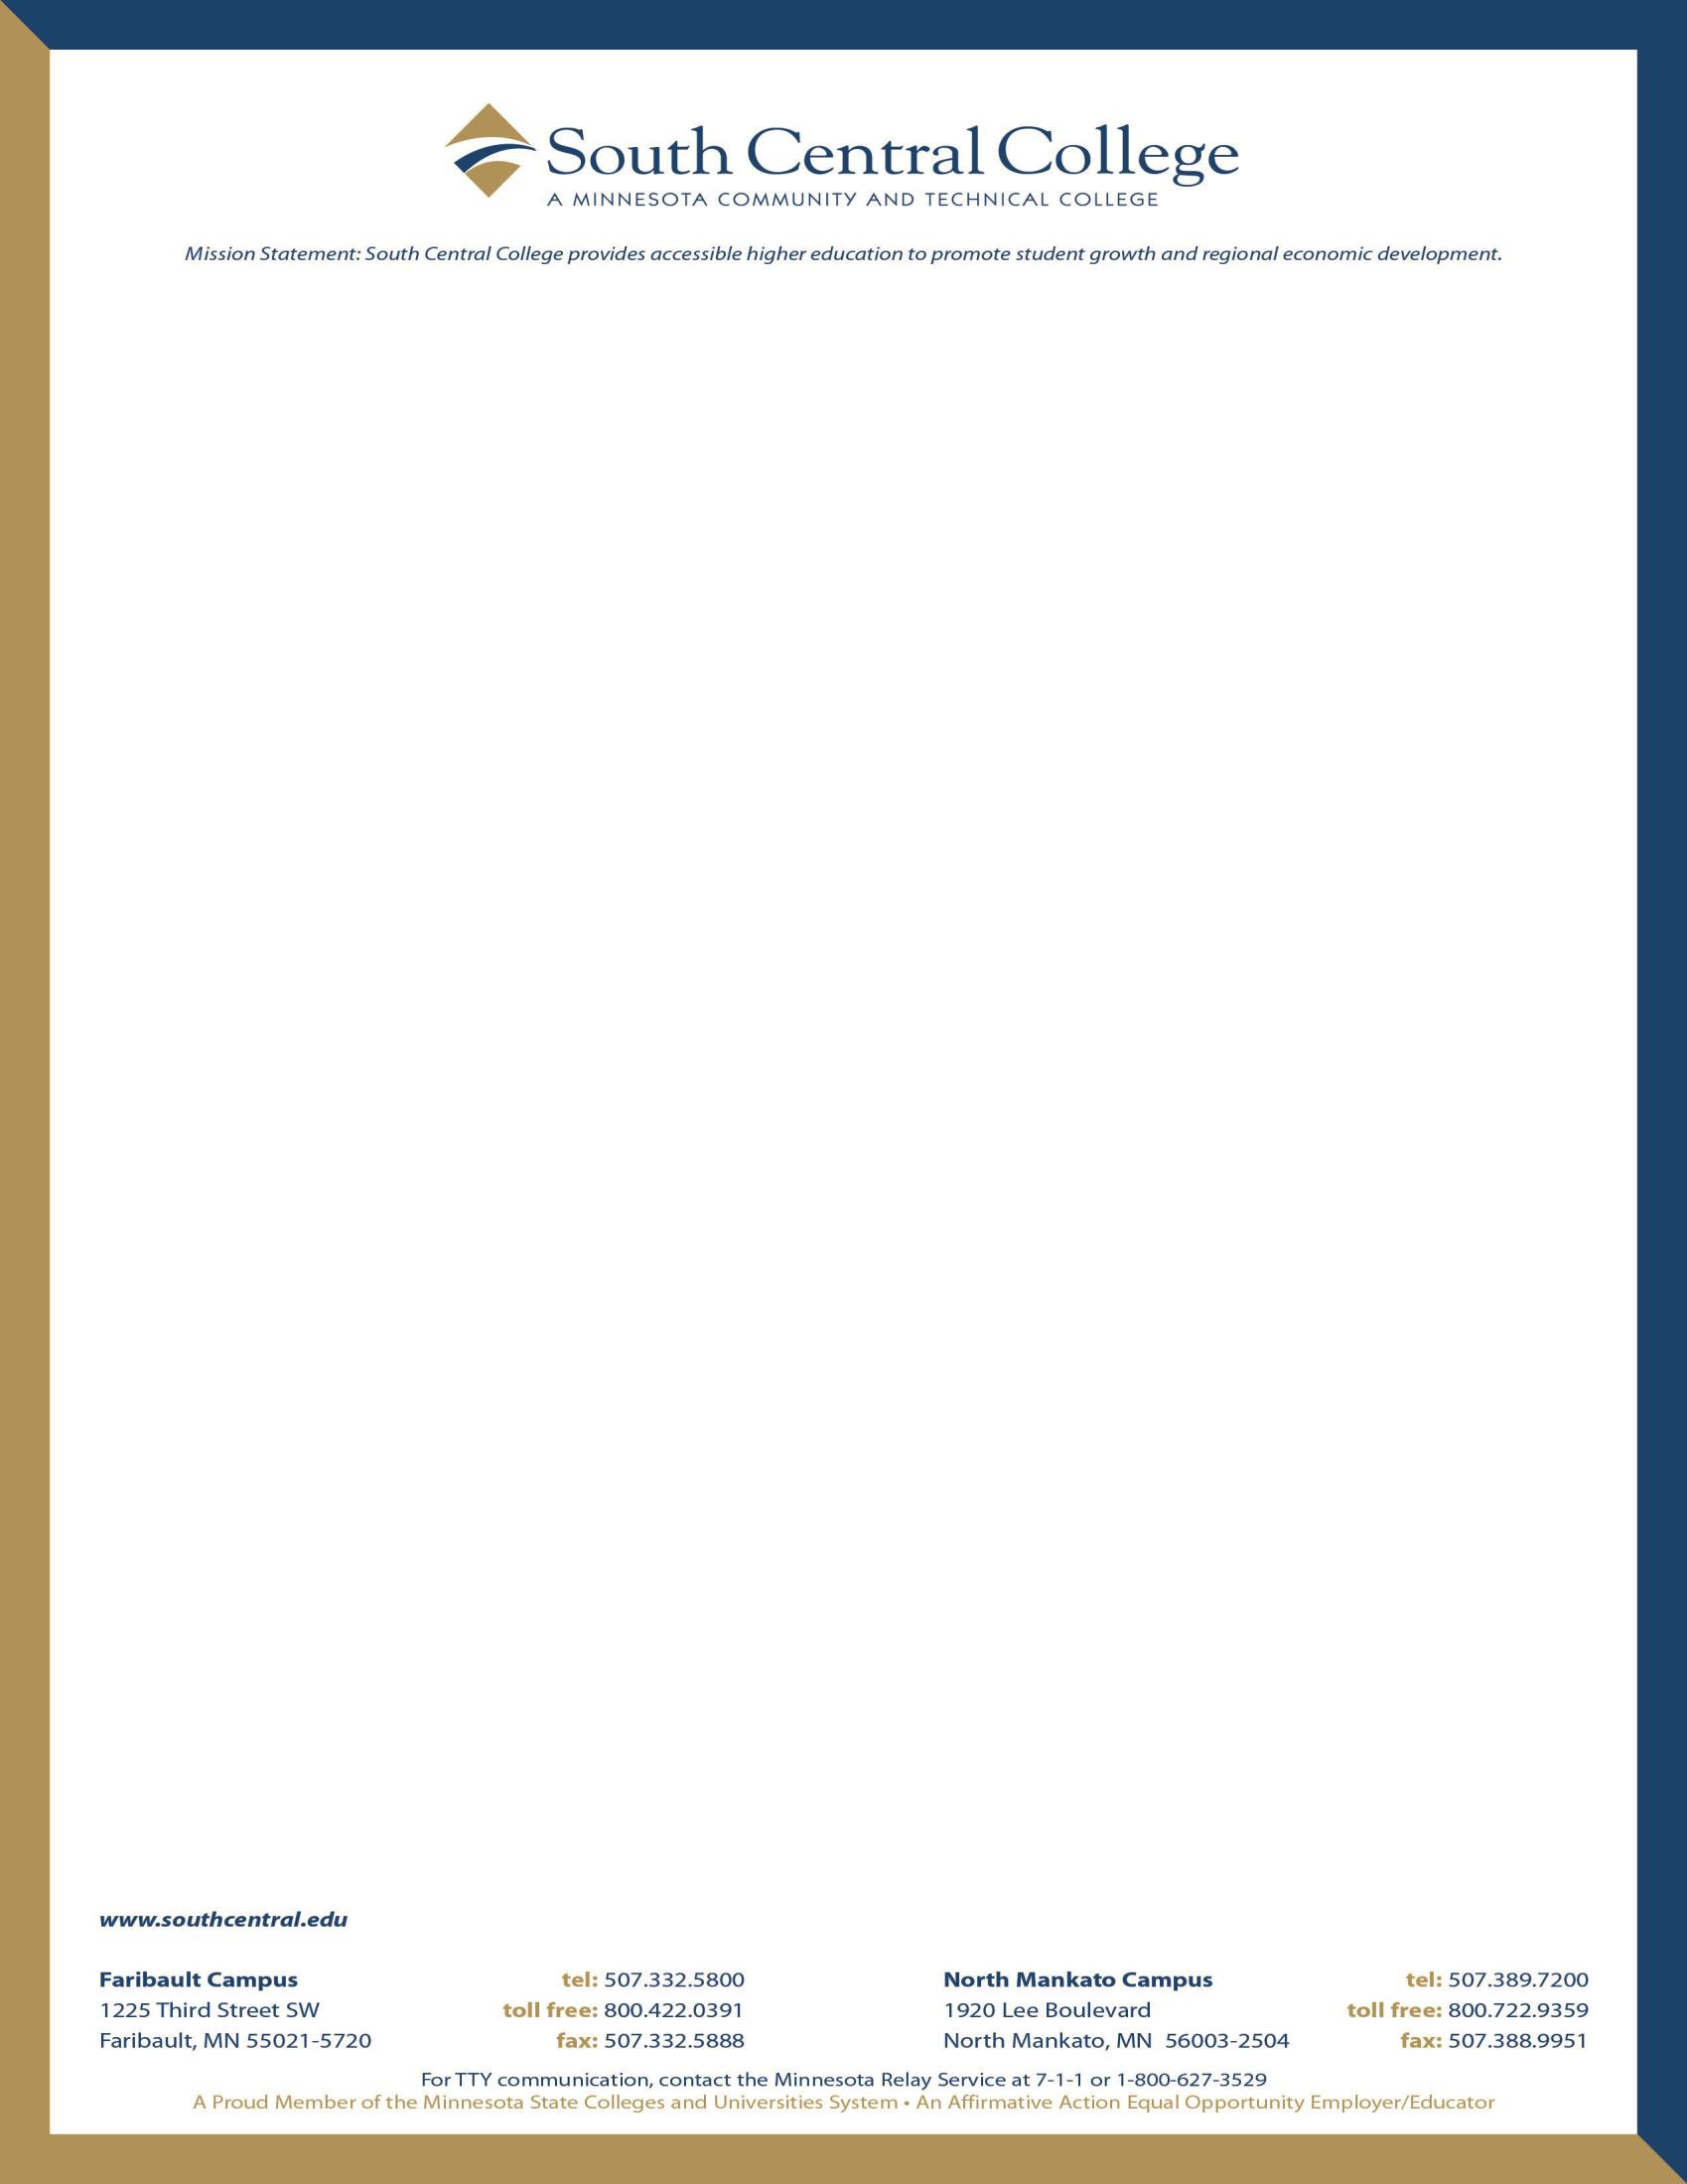 South Central College
A MINNESOTA COMMUNITY AND TECHNICAL COLLEGE
Mission Statement: South Central College provides accessible higher education to promote student growth and regional economic development.
www.southcentral.edu
Faribault Campus
1225 Third Street SW
Faribault, MN 55021-5720
tel: 507.332.5800
toll free: 800.422.0391
fax: 507.332.5888
North Mankato Campus
1920 Lee Boulevard
North Mankato, MN  56003-2504
tel: 507.389.7200
toll free: 800.722.9359
fax: 507.388.9951
For TTY communication, contact the Minnesota Relay Service at 7-1-1 or 1-800-627-3529
A Proud Member of the Minnesota State Colleges and Universities System • An Affirmative Action Equal Opportunity Employer/Educator